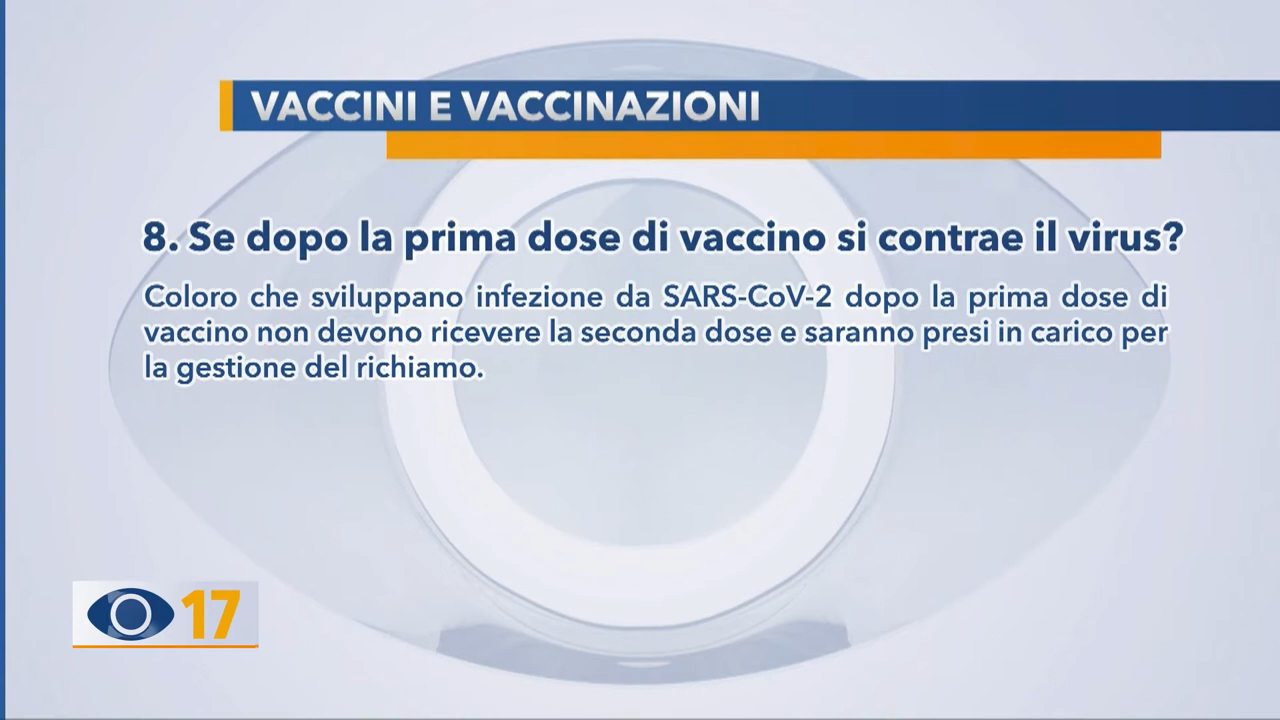 VACCINI E VACCINAZIONI
8. Se dopo la prima dose di vaccino si contrae il virus?
Coloro che sviluppano infezione da SARS-CoV-2 dopo la prima dose di
vaccino non devono ricevere la seconda dose e saranno presi in carico per
la gestione del richiamo.
17